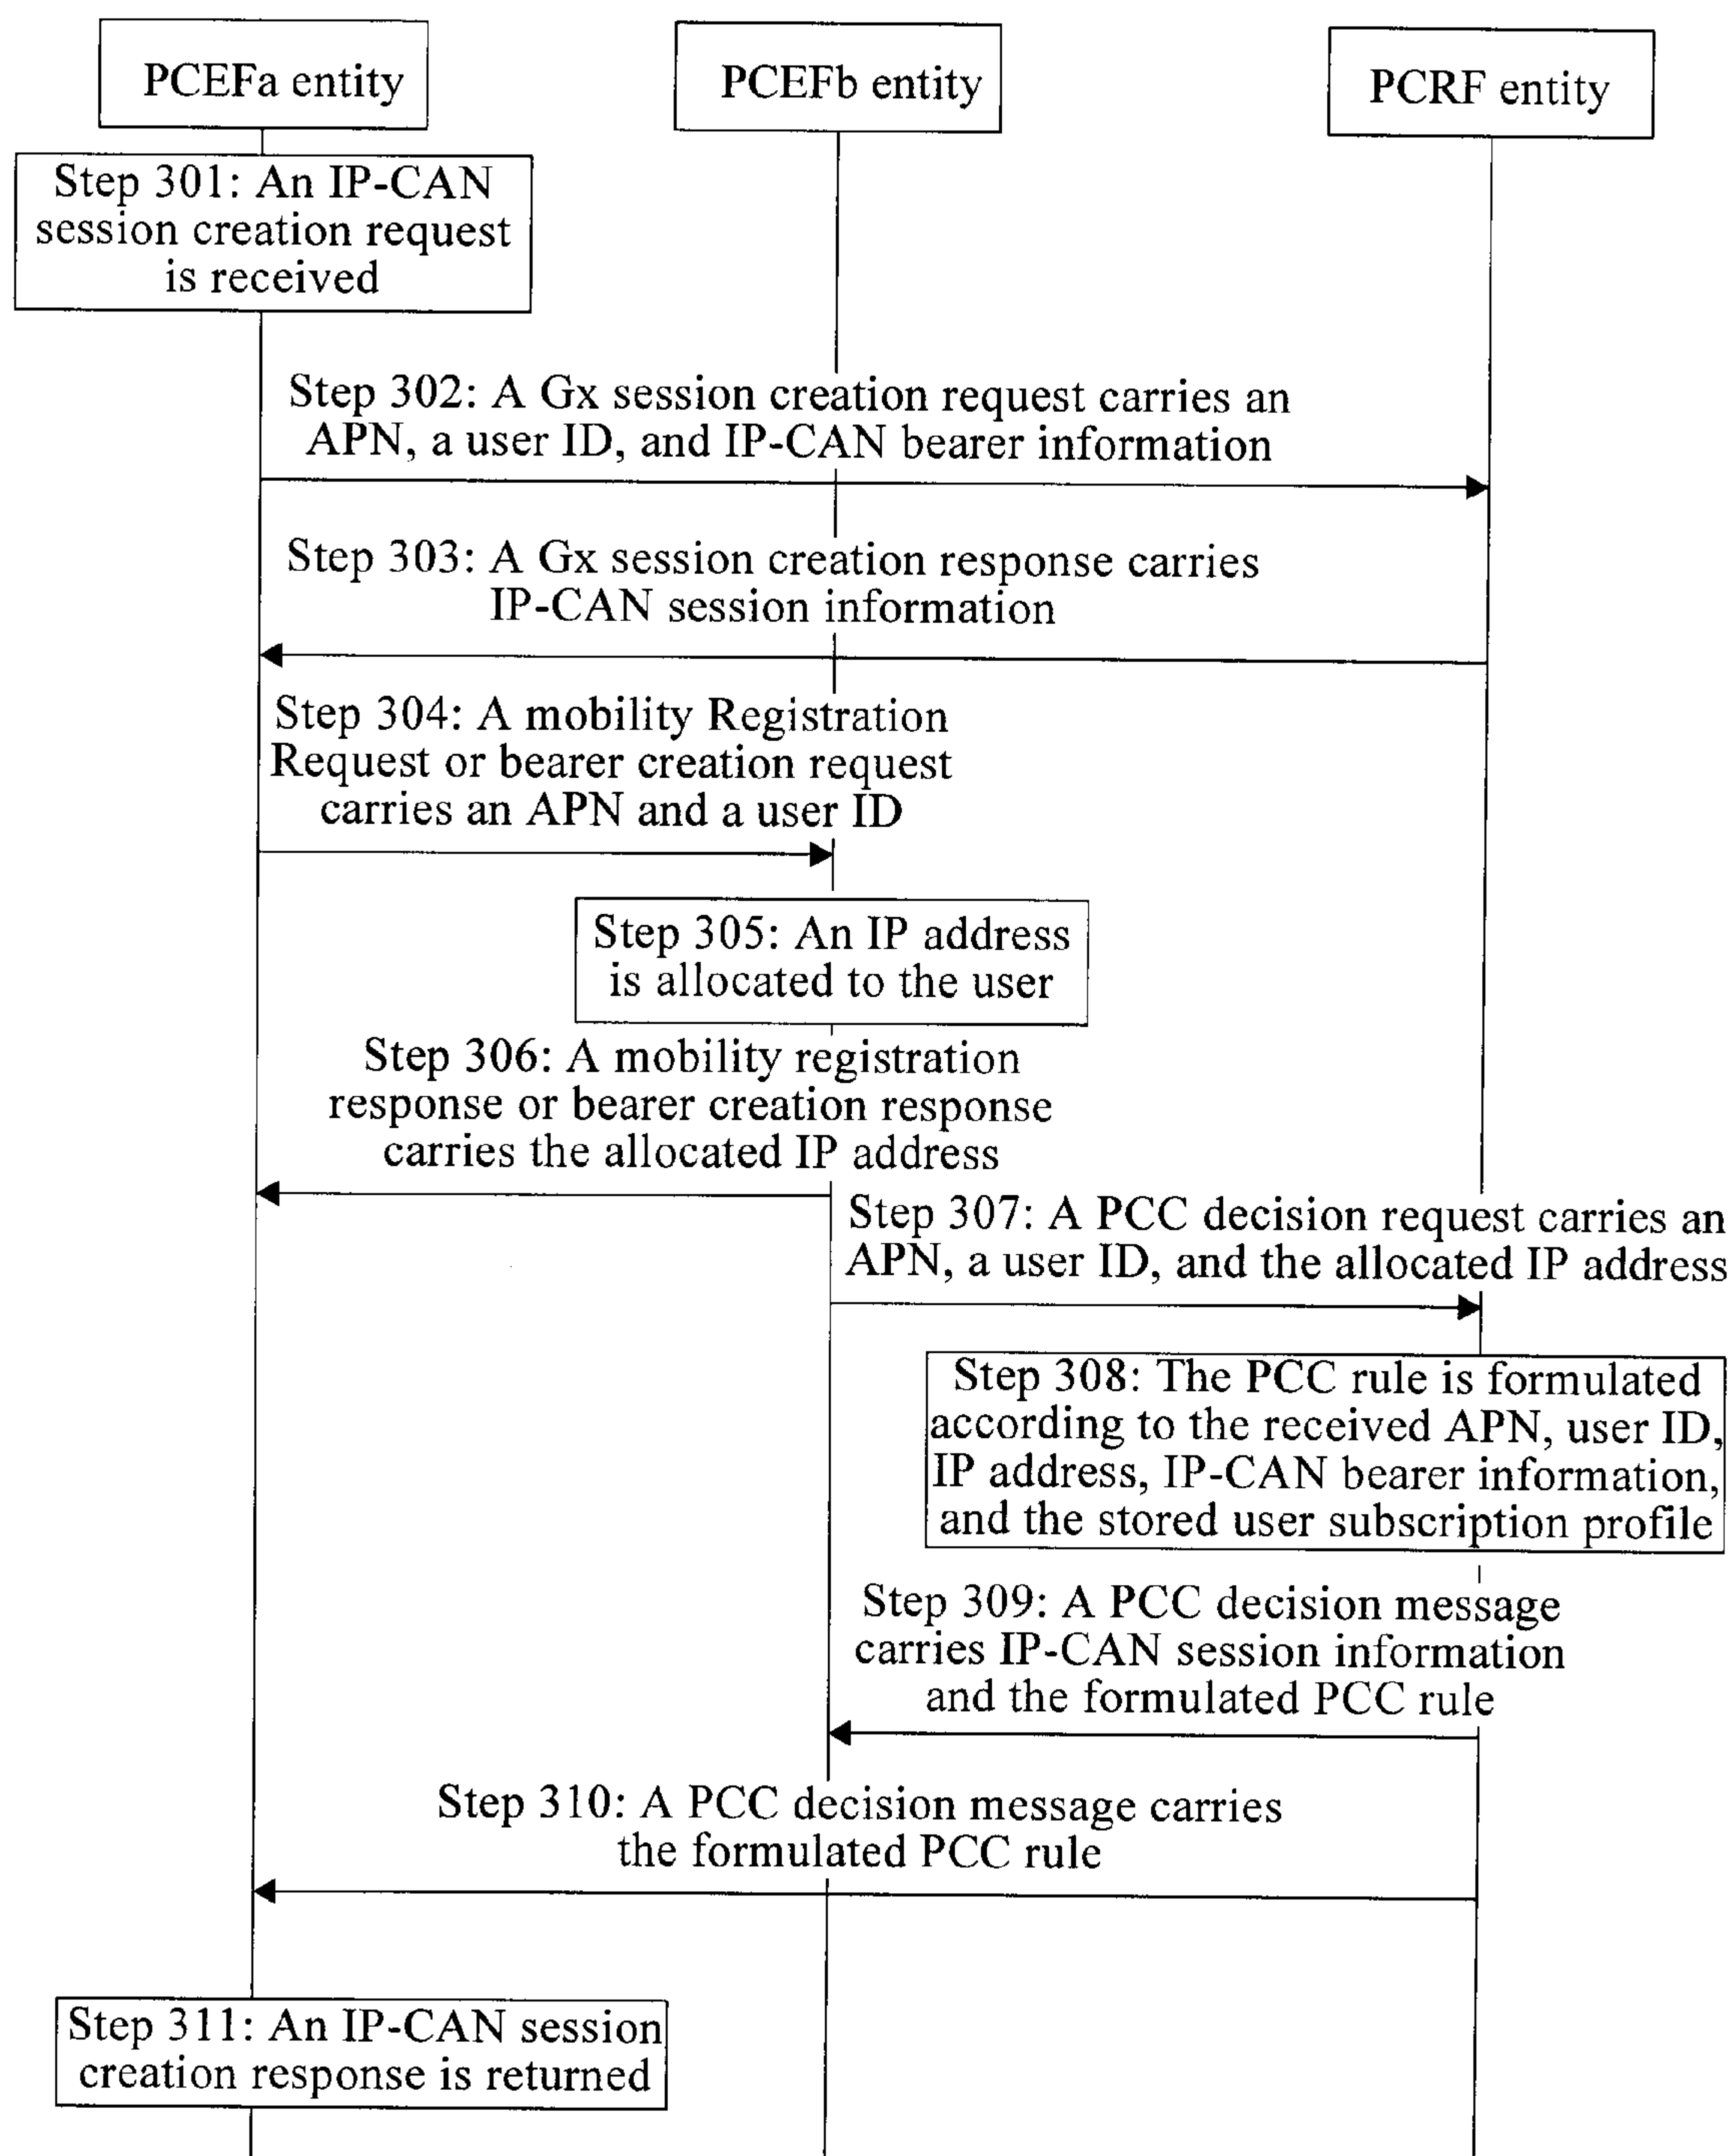 PCEFa entity
PCEFb entity
PCRF entity
Step 301: An IP-CAN
session creation request
is received
Step 302: A Gx session creation request carries an
APN, a user ID, and IP-CAN bearer information
Step 303: A Gx session creation response carries
IP-CAN session information
Step 304: A mobility Registration
Request or bearer creation request
carries an APN and a user ID
Step 305: An IP address
is allocated to the user
Step 306: A mobility registration
response or bearer creation response
carries the allocated IP address
Step 307: A PCC decision request carries an
APN, a user ID, and the allocated IP address
Step 308: The PCC rule is formulated
according to the received APN, user ID,
IP address, IP-CAN bearer information,
and the stored user subscription profile
Step 309: A PCC decision message
carries IP-CAN session information
and the formulated PCC rule
Step 310: A PCC decision message carries
the formulated PCC rule
Step 311: An IP-CAN session
creation response is returned